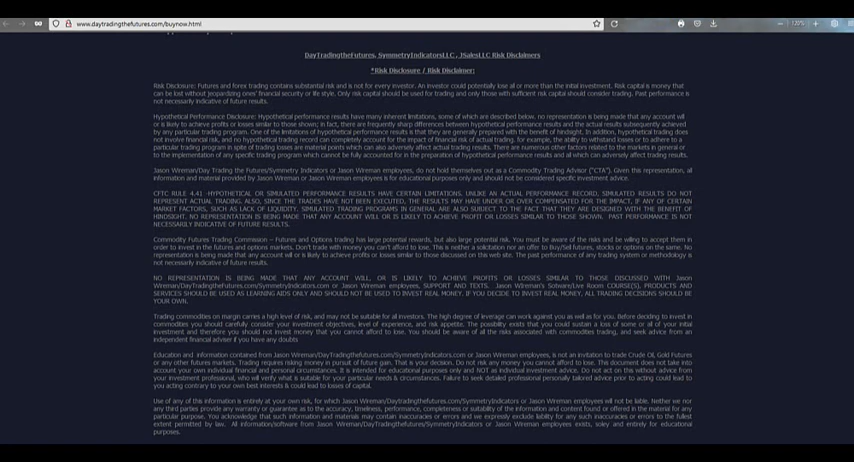 www.daytradingthefutures.com/buynow.html
120%
DayTradingtheFutures, SymmetryIndicatorsLLC, JSalesLLC Risk Disclaimers
*Risk Disclosure / Risk Disclaimer:
Risk Disclosure: Futures and forex trading contains substantial risk and is not for every investor. An investor could potentially lose all or more than the initial investment. Risk capital is money that
can be lost without jeopardizing ones' financial security or life style. Only risk capital should be used for trading and only those with sufficient risk capital should consider trading. Past performance is
not necessarily indicative of future results.
Hypothetical Performance Disclosure: Hypothetical performance results have many inherent limitations, some of which are described below. no representation is being made that any account will
or is likely to achieve profits or losses similar to those shown; in fact, there are frequently sharp differences between hypothetical performance results and the actual results subsequently achieved
by any particular trading program. One of the limitations of hypothetical performance results is that they are generally prepared with the benefit of hindsight. In addition, hypothetical trading does
not involve financial risk, and no hypothetical trading record can completely account for the impact of financial risk of actual trading. for example, the ability to withstand losses or to adhere to a
particular trading program in spite of trading losses are material points which can also adversely affect actual trading results. There are numerous other factors related to the markets in general or
to the implementation of any specific trading program which cannot be fully accounted for in the preparation of hypothetical performance results and all which can adversely affect trading results.
Jason Wireman/Day Trading the Futures/Symmetry Indicators or Jason Wireman employees, do not hold themselves out as a Commodity Trading Advisor ("CTA"). Given this representation, all
information and material provided by Jason Wireman or Jason Wireman employees is for educational purposes only and should not be considered specific investment advice.
CFTC RULE 4.41 -HYPOTHETICAL OR SIMULATED PERFORMANCE RESULTS HAVE CERTAIN LIMITATIONS. UNLIKE AN ACTUAL PERFORMANCE RECORD, SIMULATED RESULTS DO NOT
REPRESENT ACTUAL TRADING. ALSO, SINCE THE TRADES HAVE NOT BEEN EXECUTED, THE RESULTS MAY HAVE UNDER OR OVER COMPENSATED FOR THE IMPACT, IF ANY OF CERTAIN
MARKET FACTORS, SUCH AS LACK OF LIQUIDITY. SIMULATED TRADING PROGRAMS IN GENERAL ARE ALSO SUBJECT TO THE FACT THAT THEY ARE DESIGNED WITH THE BENEFIT OF
HINDSIGHT. NO REPRESENTATION IS BEING MADE THAT ANY ACCOUNT WILL OR IS LIKELY TO ACHIEVE PROFIT OR LOSSES SIMILAR TO THOSE SHOWN. PAST PERFORMANCE IS NOT
NECESSARILY INDICATIVE OF FUTURE RESULTS.
Commodity Futures Trading Commission – Futures and Options trading has large potential rewards, but also large potential risk. You must be aware of the risks and be willing to accept them in
order to invest in the futures and options markets. Don't trade with money you can't afford to lose. This is neither a solicitation nor an offer to Buy/Sell futures, stocks or options on the same. No
representation is being made that any account will or is likely to achieve profits or losses similar to those discussed on this web site. The past performance of any trading system or methodology is
not necessarily indicative of future results.
NO REPRESENTATION IS BEING MADE THAT ANY ACCOUNT WILL, OR IS LIKELY TO ACHIEVE PROFITS OR LOSSES SIMILAR TO THOSE DISCUSSED WITH Jason
Wireman/DayTradingthefutures.com/SymmetryIndicators.com or Jason Wireman employees, SUPPORT AND TEXTS. Jason Wireman's Sotware/Live Room COURSE(S). PRODUCTS AND
SERVICES SHOULD BE USED AS LEARNING AIDS ONLY AND SHOULD NOT BE USED TO INVEST REAL MONEY. IF YOU DECIDE TO INVEST REAL MONEY, ALL TRADING DECISIONS SHOULD BE
YOUR OWN.
Trading commodities on margin carries a high level of risk, and may not be suitable for all investors. The high degree of leverage can work against you as well as for you. Before deciding to invest in
commodities you should carefully consider your investment objectives, level of experience, and risk appetite. The possibility exists that you could sustain a loss of some or all of your initial
investment and therefore you should not invest money that you cannot afford to lose. You should be aware of all the risks associated with commodities trading, and seek advice from an
independent financial adviser if you have any doubts
Education and information contained from Jason Wireman/DayTradingthefutures.com/SymmetryIndicators.com or Jason Wireman employees, is not an invitation to trade Crude Oil, Gold Futures
or any other futures markets. Trading requires risking money in pursuit of future gain. That is your decision. Do not risk any money you cannot afford to lose. This document does not take into
account your own individual financial and personal circumstances. It is intended for educational purposes only and NOT as individual investment advice. Do not act on this without advice from
your investment professional, who will verify what is suitable for your particular needs & circumstances. Failure to seek detailed professional personally tailored advice prior to acting could lead to
you acting contrary to your own best interests & could lead to losses of capital.
Use of any of this information is entirely at your own risk, for which Jason Wireman/Daytradingthefutures.com/SymmetryIndicators or Jason Wireman employees will not be liable. Neither we nor
any third parties provide any warranty or guarantee as to the accuracy, timeliness, performance, completeness or suitability of the information and content found or offered in the material for any
particular purpose. You acknowledge that such information and materials may contain inaccuracies or errors and we expressly exclude liability for any such inaccuracies or errors to the fullest
extent permitted by law. All information/software from Jason Wireman/DayTradingthefutures/SymmetryIndicators or Jason Wireman employees exists, soley and entirely for educational
purposes.